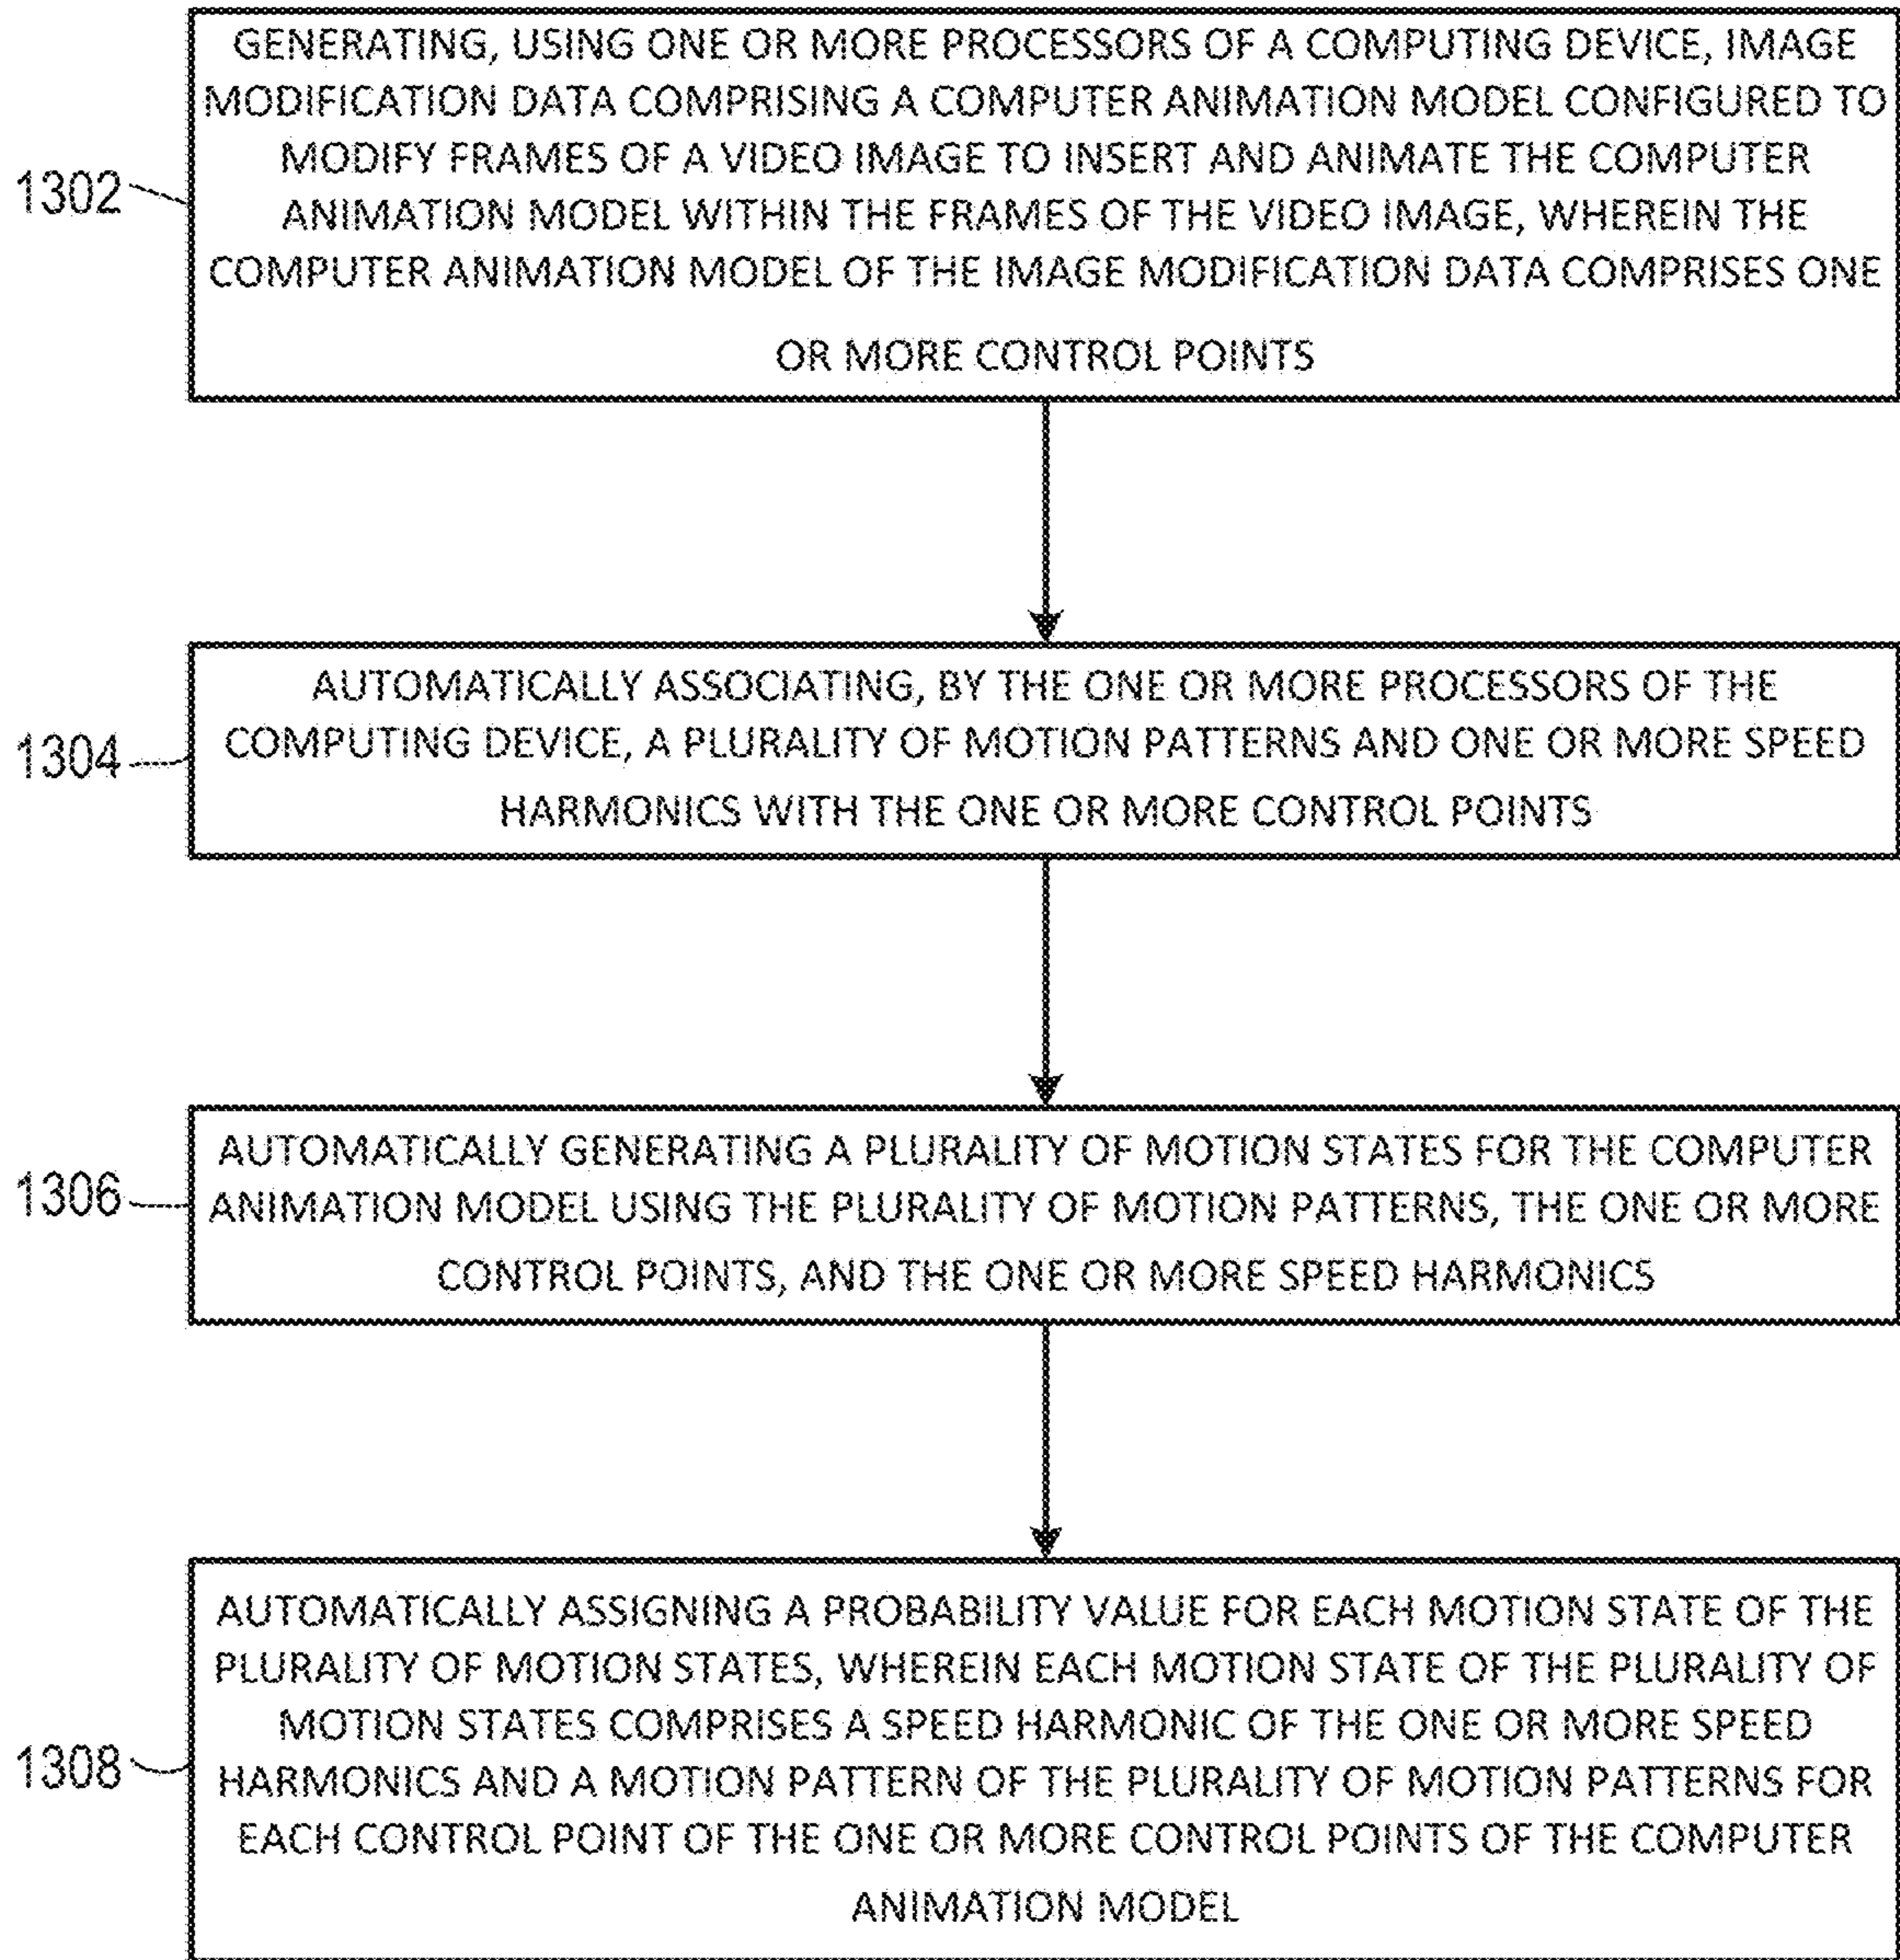 GENERATING, USING ONE OR MORE PROCESSORS OF A COMPUTING DEVICE, IMAGE
MODIFICATION DATA COMPRISING A COMPUTER ANIMATION MODEL CONFIGURED TO
MODIFY FRAMES OF A VIDEO IMAGE TO INSERT AND ANIMATE THE COMPUTER
ANIMATION MODEL WITHIN THE FRAMES OF THE VIDEO IMAGE, WHEREIN THE
COMPUTER ANIMATION MODEL OF THE IMAGE MODIFICATION DATA COMPRISES ONE
OR MORE CONTROL POINTS
1302
AUTOMATICALLY ASSOCIATING, BY THE ONE OR MORE PROCESSORS OF THE
COMPUTING DEVICE, A PLURALITY OF MOTION PATTERNS AND ONE OR MORE SPEED
HARMONICS WITH THE ONE OR MORE CONTROL POINTS
1304
AUTOMATICALLY GENERATING A PLURALITY OF MOTION STATES FOR THE COMPUTER
ANIMATION MODEL USING THE PLURALITY OF MOTION PATTERNS, THE ONE OR MORE
CONTROL POINTS, AND THE ONE OR MORE SPEED HARMONICS
1306
AUTOMATICALLY ASSIGNING A PROBABILITY VALUE FOR EACH MOTION STATE OF THE
PLURALITY OF MOTION STATES, WHEREIN EACH MOTION STATE OF THE PLURALITY OF
MOTION STATES COMPRISES A SPEED HARMONIC OF THE ONE OR MORE SPEED
HARMONICS AND A MOTION PATTERN OF THE PLURALITY OF MOTION PATTERNS FOR
EACH CONTROL POINT OF THE ONE OR MORE CONTROL POINTS OF THE COMPUTER
ANIMATION MODEL
1308